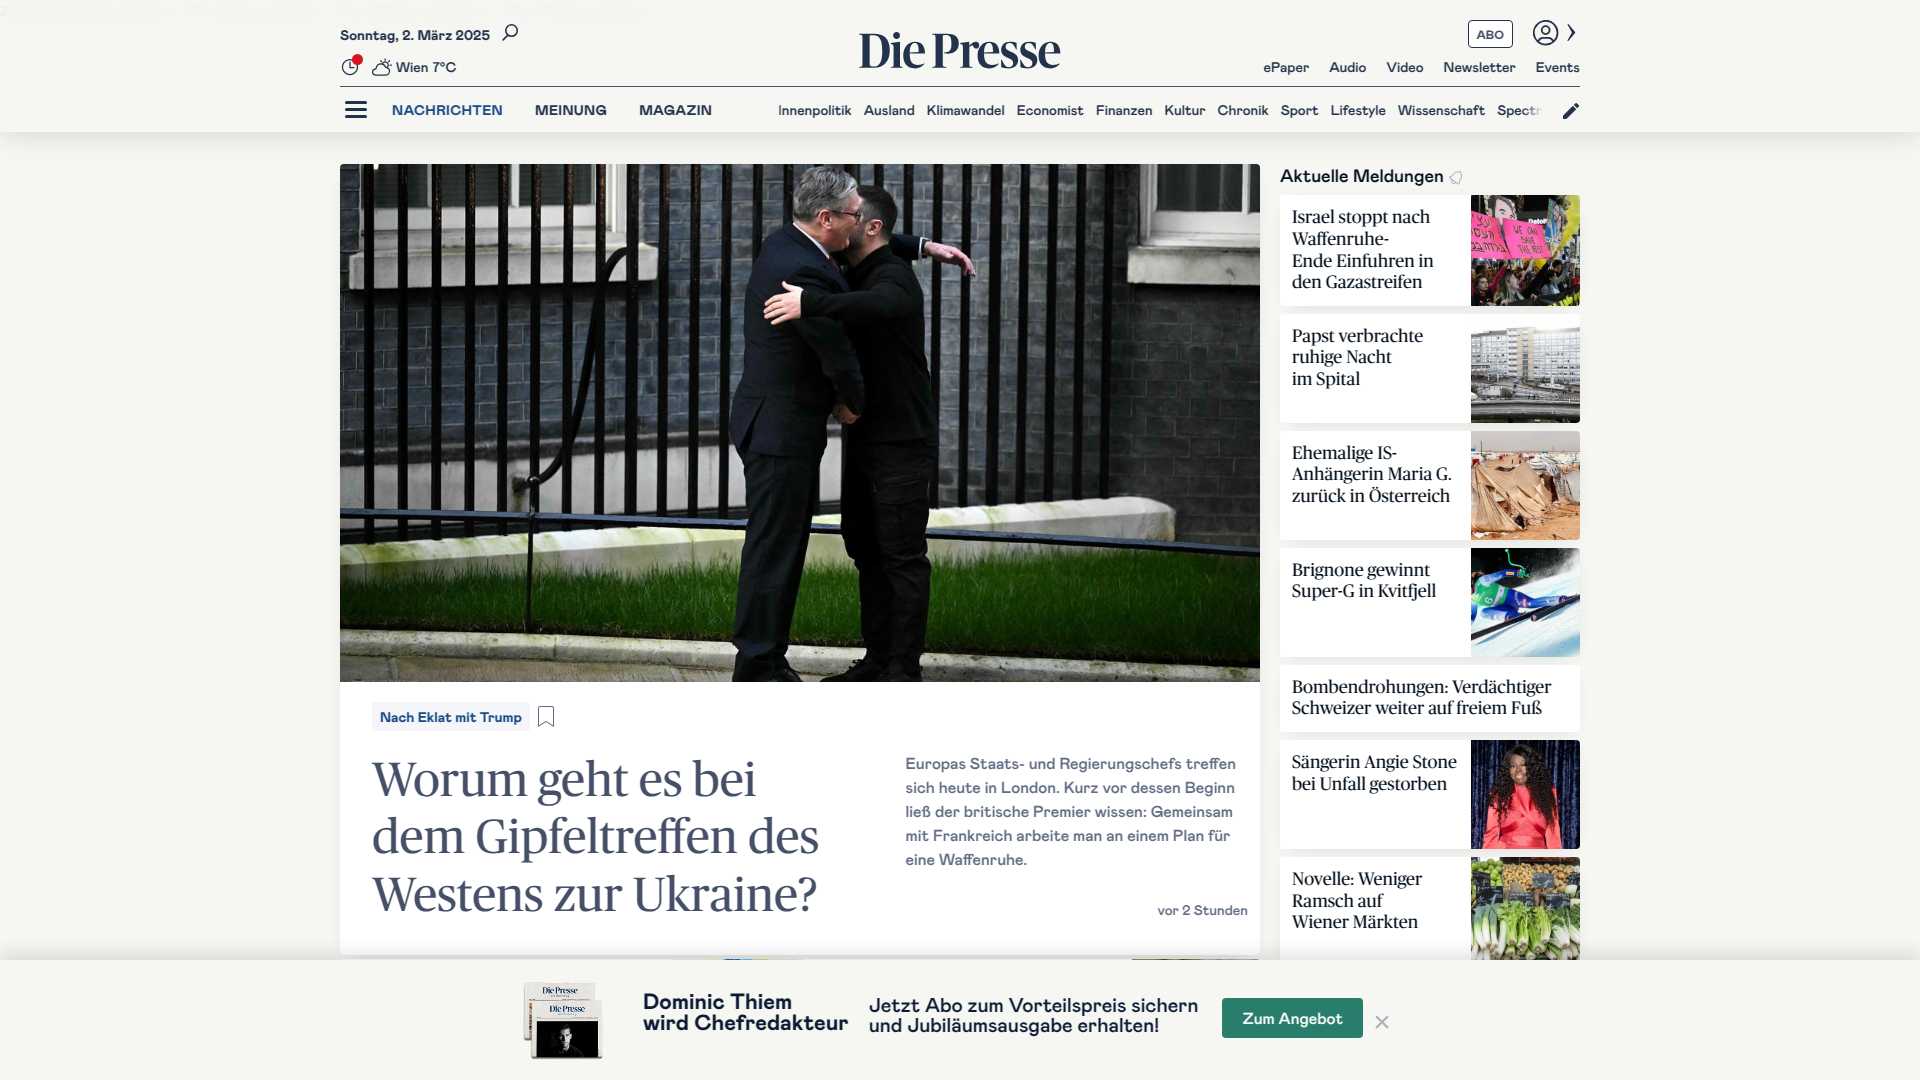 Sonntag, 2. März 2025
Wien 7°C
Die Presse
ABO
ePaper Audio Video Newsletter Events
NACHRICHTEN MEINUNG MAGAZIN
Innenpolitik Ausland Klimawandel Economist Finanzen Kultur Chronik Sport Lifestyle Wissenschaft Spectr
Nach Eklat mit Trump
Worum geht es bei
dem Gipfeltreffen des
Westens zur Ukraine?
Europas Staats- und Regierungschefs treffen
sich heute in London. Kurz vor dessen Beginn
ließ der britische Premier wissen: Gemeinsam
mit Frankreich arbeite man an einem Plan für
eine Waffenruhe.
vor 2 Stunden
Aktuelle Meldungen
Israel stoppt nach
Waffenruhe-
Ende Einfuhren in
den Gazastreifen
WE CAN
SAVE
Papst verbrachte
ruhige Nacht
im Spital
Ehemalige IS-
Anhängerin Maria G.
zurück in Österreich
Brignone gewinnt
Super-G in Kvitfjell
6
Bombendrohungen: Verdächtiger
Schweizer weiter auf freiem Fuß
Sängerin Angie Stone
bei Unfall gestorben
Novelle: Weniger
Ramsch auf
Wiener Märkten
Die Presse
Die Presse
Dominic Thiem
wird Chefredakteur
Jetzt Abo zum Vorteilspreis sichern
und Jubiläumsausgabe erhalten!
Zum Angebot